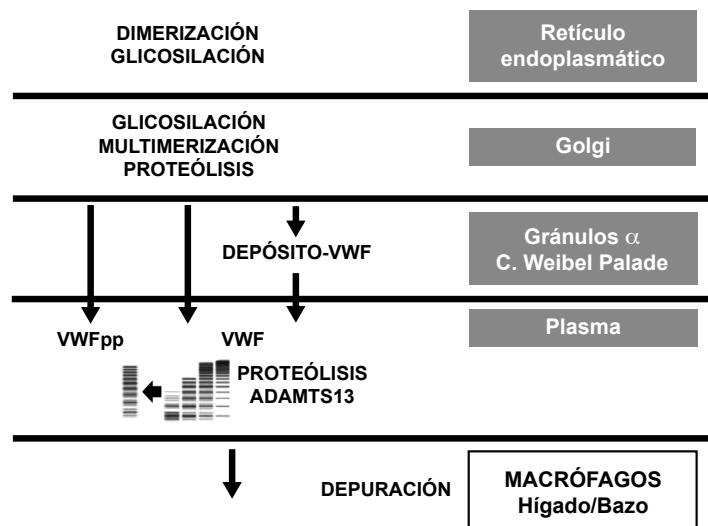 DIMERIZACIÓN
GLICOSILACIÓN
Retículo
endoplasmático
GLICOSILACIÓN
MULTIMERIZACIÓN
PROTEÓLISIS
Golgi
DEPÓSITO-VWF
Gránulos α
C. Weibel Palade
Plasma
VWFpp
VWF
PROTEÓLISIS
ADAMTS13
DEPURACIÓN
MACRÓFAGOS
Hígado/Bazo